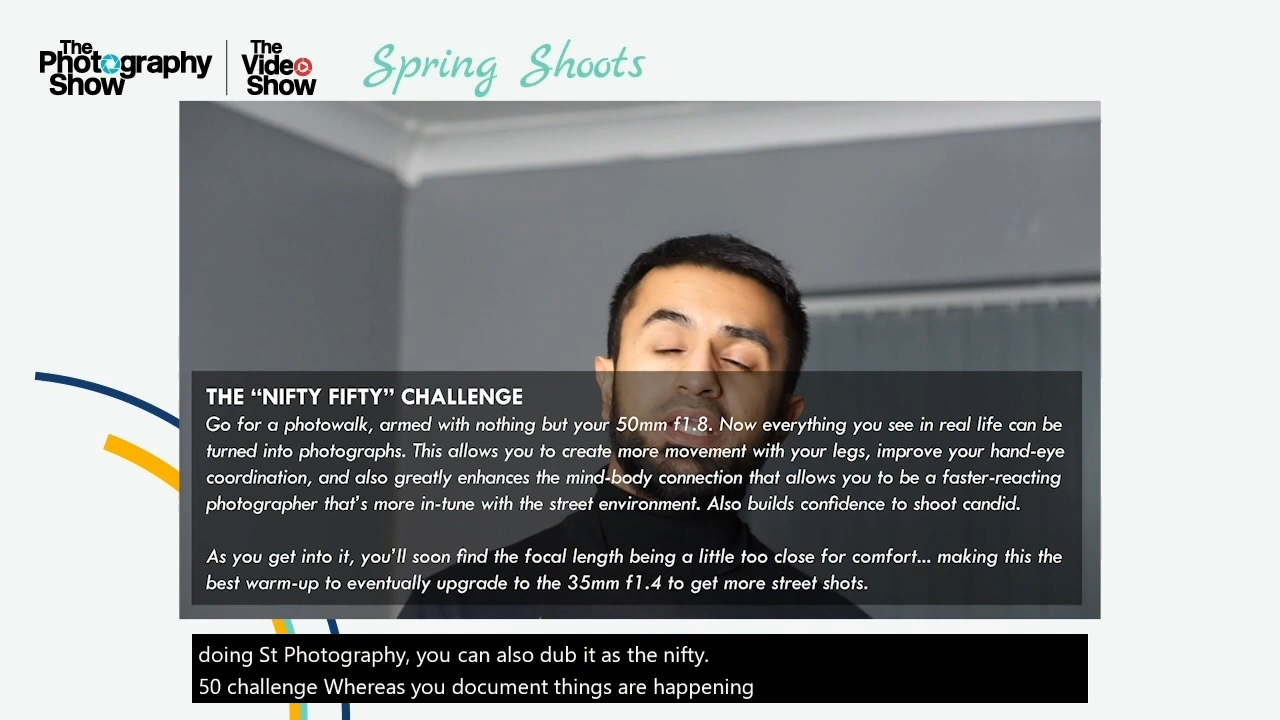 The
Photography
Show
The
Video
Show
Spring Shoots
THE “NIFTY FIFTY” CHALLENGE
Go for a photowalk, armed with nothing but your 50mm f1.8. Now everything you see in real life can be
turned into photographs. This allows you to create more movement with your legs, improve your hand-eye
coordination, and also greatly enhances the mind-body connection that allows you to be a faster-reacting
photographer that's more in-tune with the street environment. Also builds confidence to shoot candid.
As you get into it, you'll soon find the focal length being a little too close for comfort... making this the
best warm-up to eventually upgrade to the 35mm f1.4 to get more street shots.
doing St Photography, you can also dub it as the nifty.
50 challenge Whereas you document things are happening